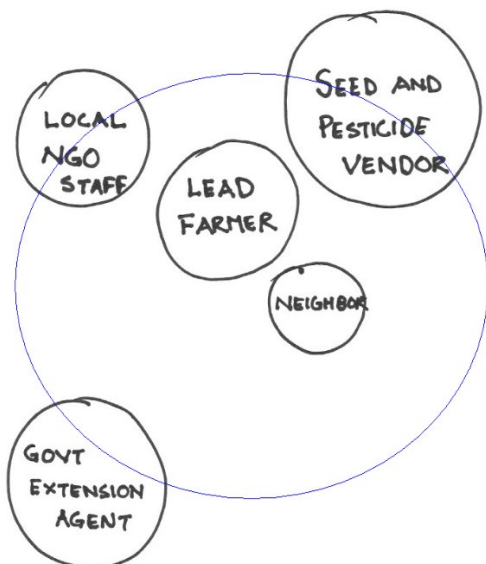 LOCAL
NGO
STAFF
SEED AND
PESTICIDE
VENDOR
LEAD
FARMER
NEIGHBOR
GOVT
EXTENSION
AGENT